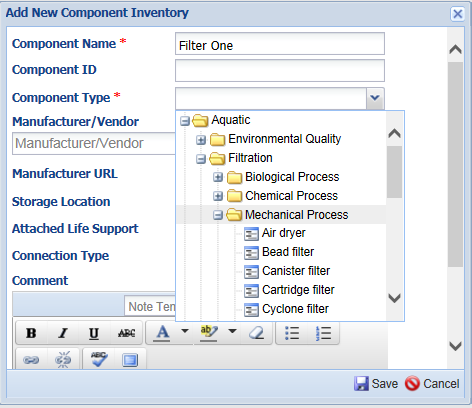 Add New Component Inventory
Component Name *
Filter One
Component ID
Component Type *
Aquatic
Environmental Quality
Filtration
Biological Process
Chemical Process
Mechanical Process
Air dryer
Bead filter
Canister filter
Cartridge filter
Cyclone filter
Manufacturer/Vendor
Manufacturer/Vendor
Manufacturer URL
Storage Location
Attached Life Support
Connection Type
Comment
Note Tem
B I U ABC A ab ABC
Save Cancel